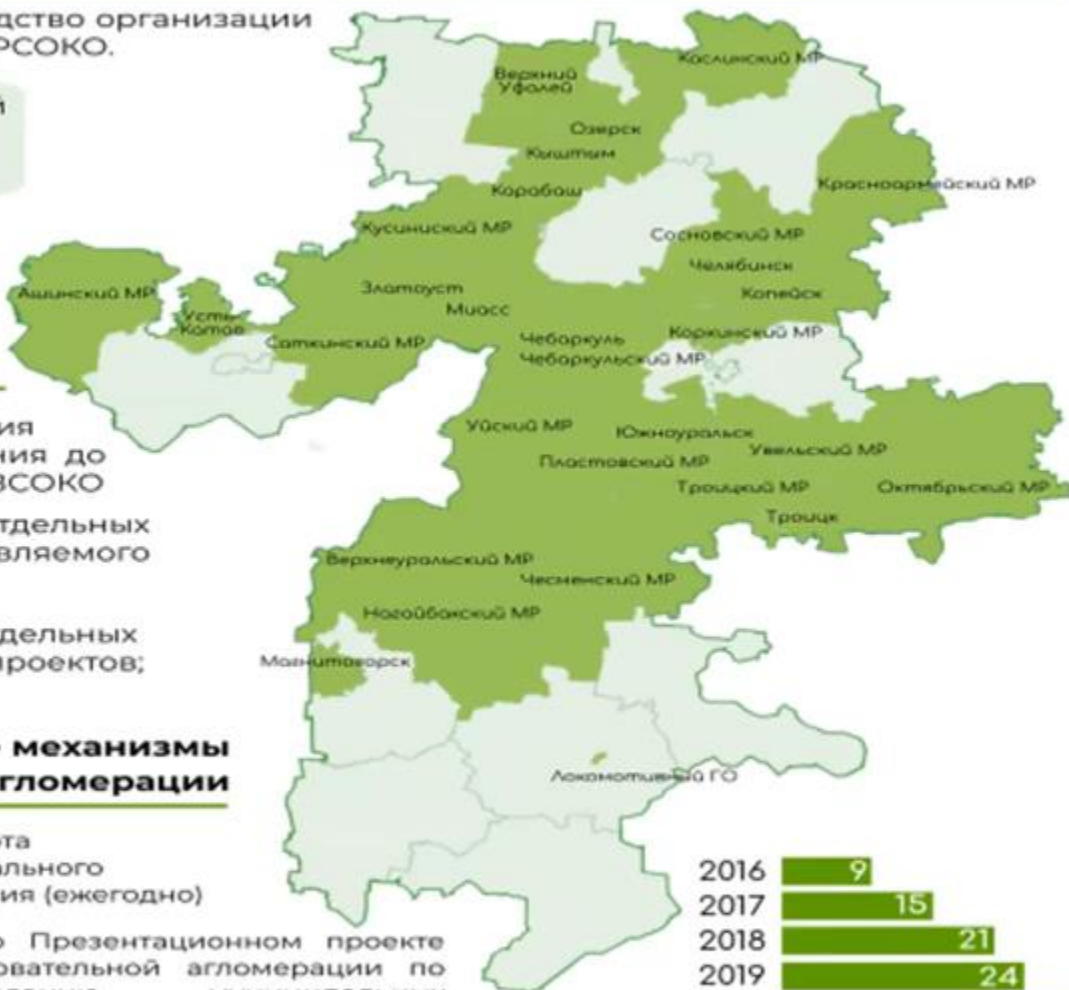 дство организации
РСОКО.
й
Верхний
Уфалей
Каслинский МР
Озерск
Кыштым
Карабаш
Красноармейский МР
Кусинский МР
Сосновский МР
Челябинск
Ашинский МР
Златоуст
Копейск
Миасс
Усть-
Катав
Саткинский МР
Чебаркуль
Коркинский МР
Чебаркульский МР
ия
ния до
ВСОКО
Уйский МР
Южноуральск
Увельский МР
Пластовский МР
Троицкий МР
Октябрьский МР
Троицк
тдельных
вляемого
Верхнеуральский МР
Чесменский МР
Нагайбакский МР
дельных
проектов;
Магнитогорск
механизмы
гломерации
Локомотивный ГО
ота
ального
ия (ежегодно)
о Презентационном проекте
овательной агломерации по
2016 9
2017 15
2018 21
2019 24